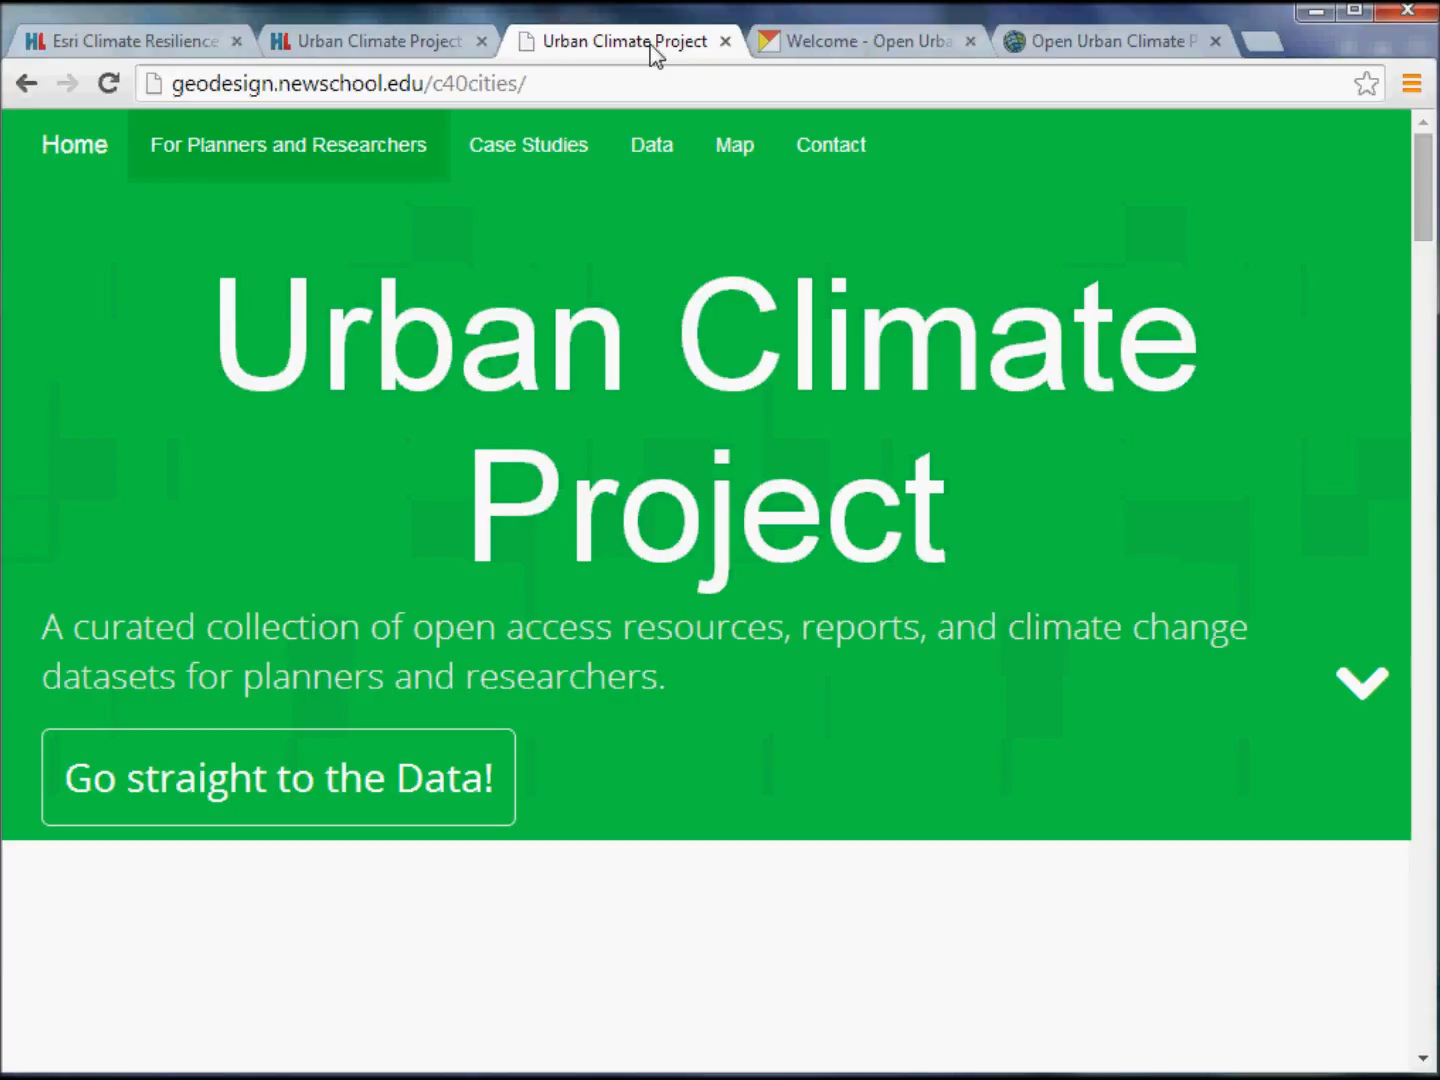 Esri Climate Resilience
Urban Climate Project
Urban Climate Project
Welcome - Open Urba
Open Urban Climate P
geodesign.newschool.edu/c40cities/
Home For Planners and Researchers Case Studies Data Map Contact
Urban Climate
Project
A curated collection of open access resources, reports, and climate change
datasets for planners and researchers.
Go straight to the Data!